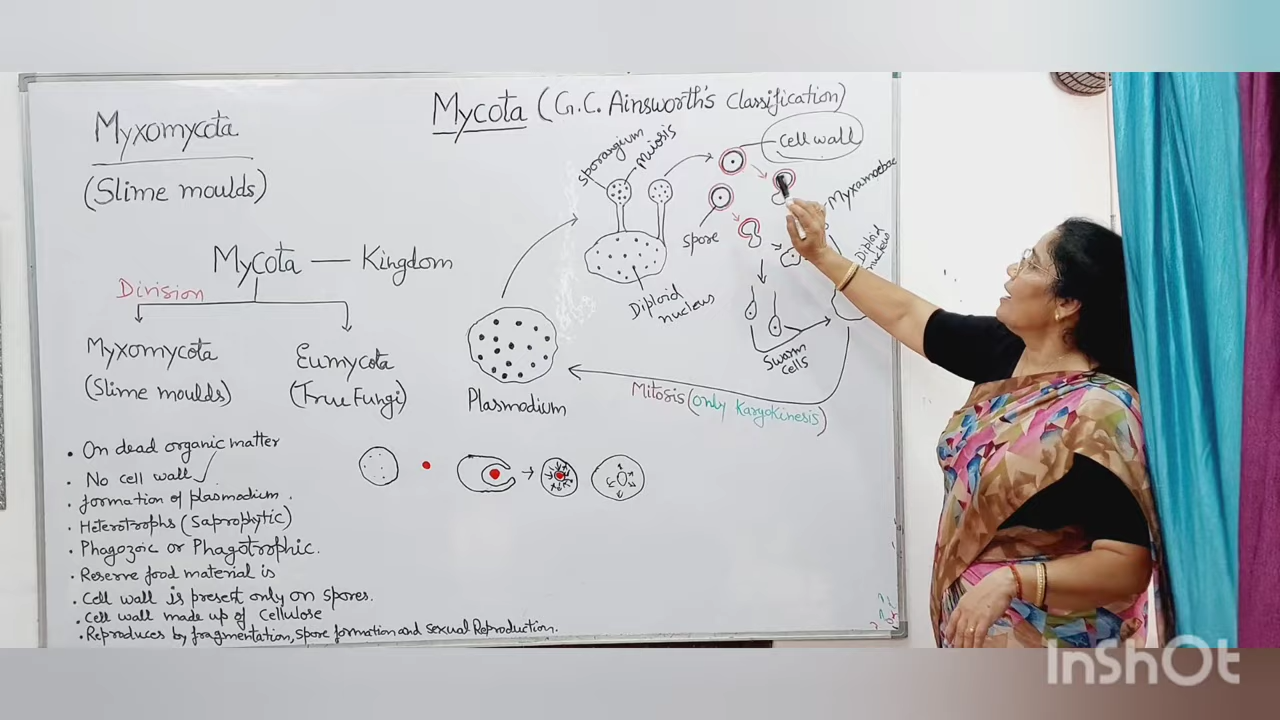 Mycota (G.C. Ainsworth's Classification)
Myxomycota
(Slime moulds)
Mycota — Kingdom
Division
Myxomycota
(Slime moulds)
Eumycota
(True Fungi)
• On dead organic matter
• No cell wall
• formation of plasmodium.
• Heterotrophs (Saprophytic)
• Phagozoic or Phagotrophic.
• Reserve food material is
• Cell wall is present only on spores.
• Cell wall made up of Cellulose
• Reproduces by fragmentation, spore formation and sexual Reproduction.
Sporangium
Miosis
Cell wall
Spore
Myxamoebae
Diploid
nucleus
Diploid
nucleus
Swarm
cells
Plasmodium
Mitosis (only Karyokinesis)
InShOt